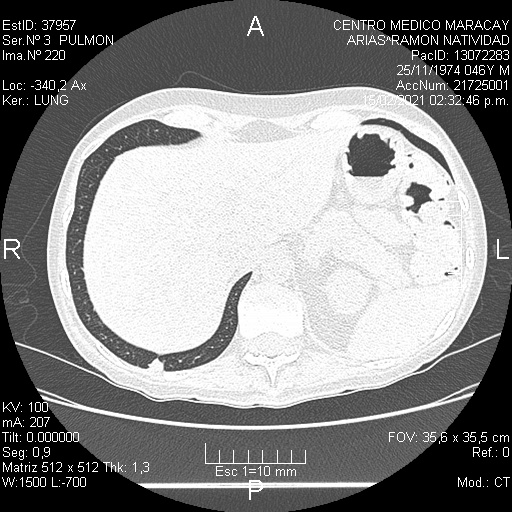 EstID: 37957
Ser.Nº 3 PULMON
Ima.Nº 220
Loc: -340,2 Ax
Ker.: LUNG
A
CENTRO MEDICO MARACAY
ARIAS^RAMON NATIVIDAD
PacID: 13072283
25/11/1974 046Y M
AccNum: 21725001
15/02/2021 02:32:46 p.m.
R
L
KV: 100
mA: 207
Tilt: 0.000000
Seg: 0,9
Matriz 512 x 512 Thk: 1,3
W:1500 L:-700
Esc 1=10 mm
P
FOV: 35,6 x 35,5 cm
Ref.: 0
Mod.: CT